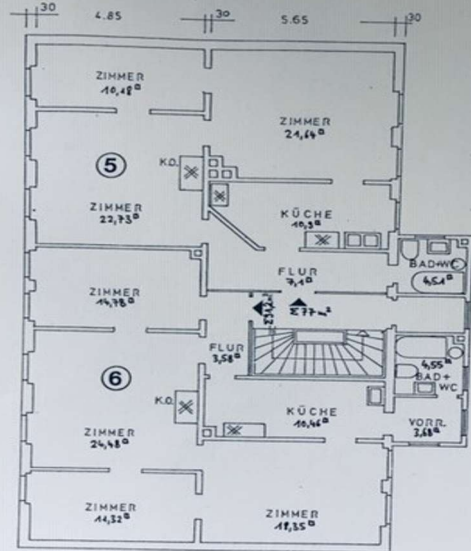 30 4.85 30 5.65 30
ZIMMER
10,18
ZIMMER
21,64
5
K.O.
ZIMMER
22,73
KÜCHE
10,9
BAD+WC
4,51
FLUR
7,1
ZIMMER
14,78
Σ 77 m²
FLUR
3,58
4,55
BAD+
WC
6
K.O.
KÜCHE
10,46
VORR.
3,68
ZIMMER
24,48
ZIMMER
11,32
ZIMMER
18,35